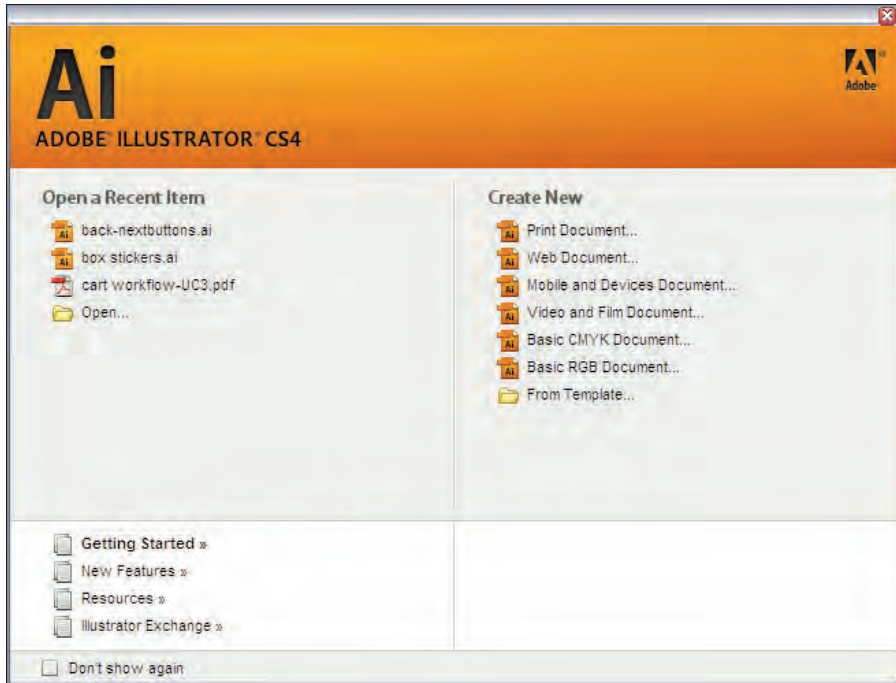 Ai
ADOBE® ILLUSTRATOR® CS4
Adobe®
Open a Recent Item
back-nextbuttons.ai
box stickers.ai
cart workflow-UC3.pdf
Open...
Create New
Print Document...
Web Document...
Mobile and Devices Document...
Video and Film Document...
Basic CMYK Document...
Basic RGB Document...
From Template...
Getting Started »
New Features »
Resources »
Illustrator Exchange »
Don't show again